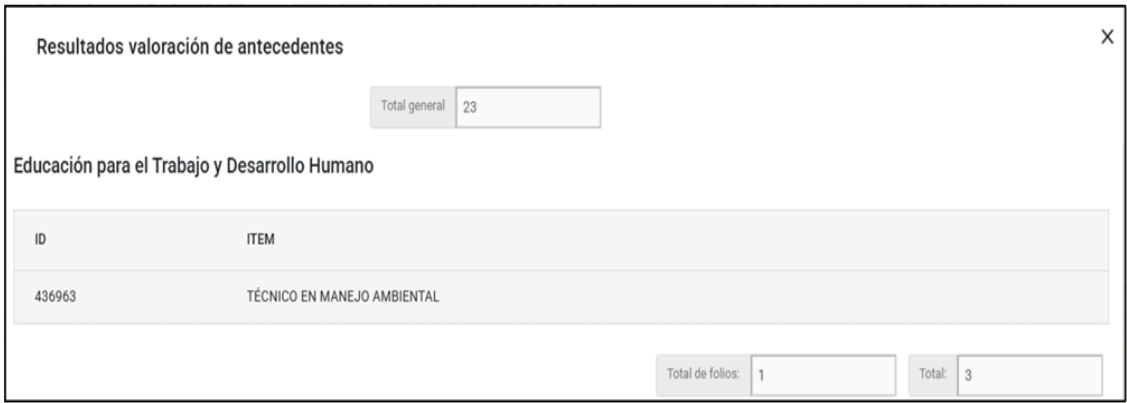 Resultados valoración de antecedentes X
Total general 23
Educación para el Trabajo y Desarrollo Humano
ID ITEM
436963 TÉCNICO EN MANEJO AMBIENTAL
Total de folios: 1 Total: 3